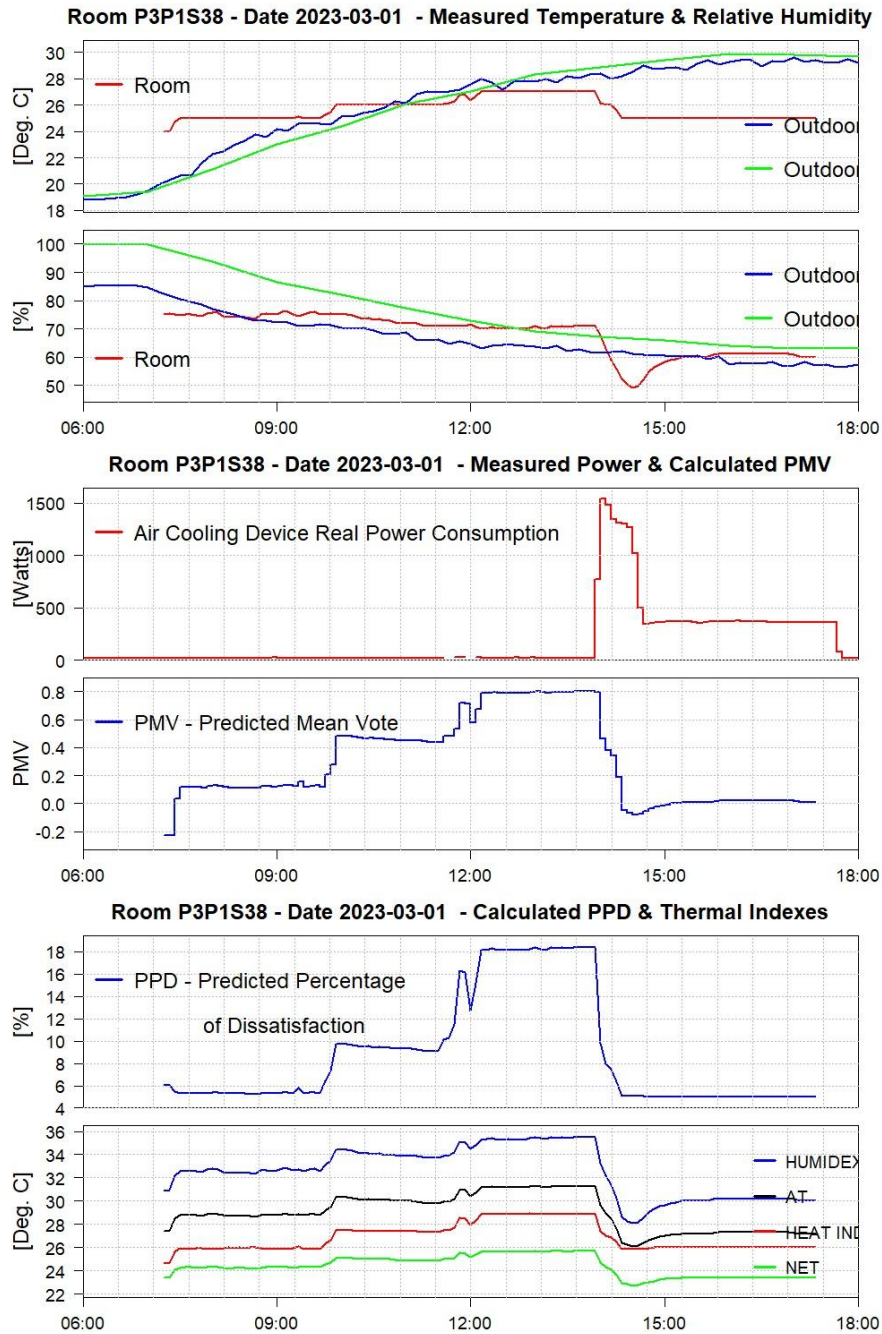 Room P3P1S38 - Date 2023-03-01 - Measured Temperature & Relative Humidity
[Deg. C]
30
28
26
24
22
20
18
Room
Outdoor
Outdoor
[%]
100
90
80
70
60
50
Outdoor
Outdoor
Room
06:00 09:00 12:00 15:00 18:00
Room P3P1S38 - Date 2023-03-01 - Measured Power & Calculated PMV
[Watts]
1500
1000
500
0
Air Cooling Device Real Power Consumption
PMV
0.8
0.6
0.4
0.2
0.0
-0.2
PMV - Predicted Mean Vote
06:00 09:00 12:00 15:00 18:00
Room P3P1S38 - Date 2023-03-01 - Calculated PPD & Thermal Indexes
[%]
18
16
14
12
10
8
6
4
PPD - Predicted Percentage
of Dissatisfaction
[Deg. C]
36
34
32
30
28
26
24
22
HUMIDEX
AT
HEAT IND
NET
06:00 09:00 12:00 15:00 18:00